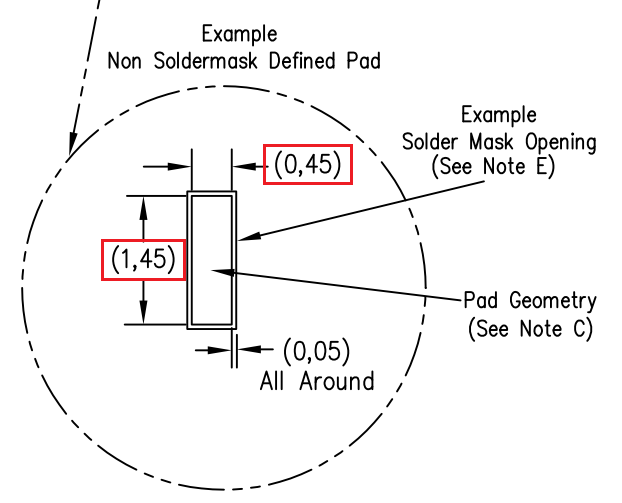 Example
Non Soldermask Defined Pad
Example
Solder Mask Opening
(See Note E)
(0,45)
(1,45)
Pad Geometry
(See Note C)
(0,05)
All Around